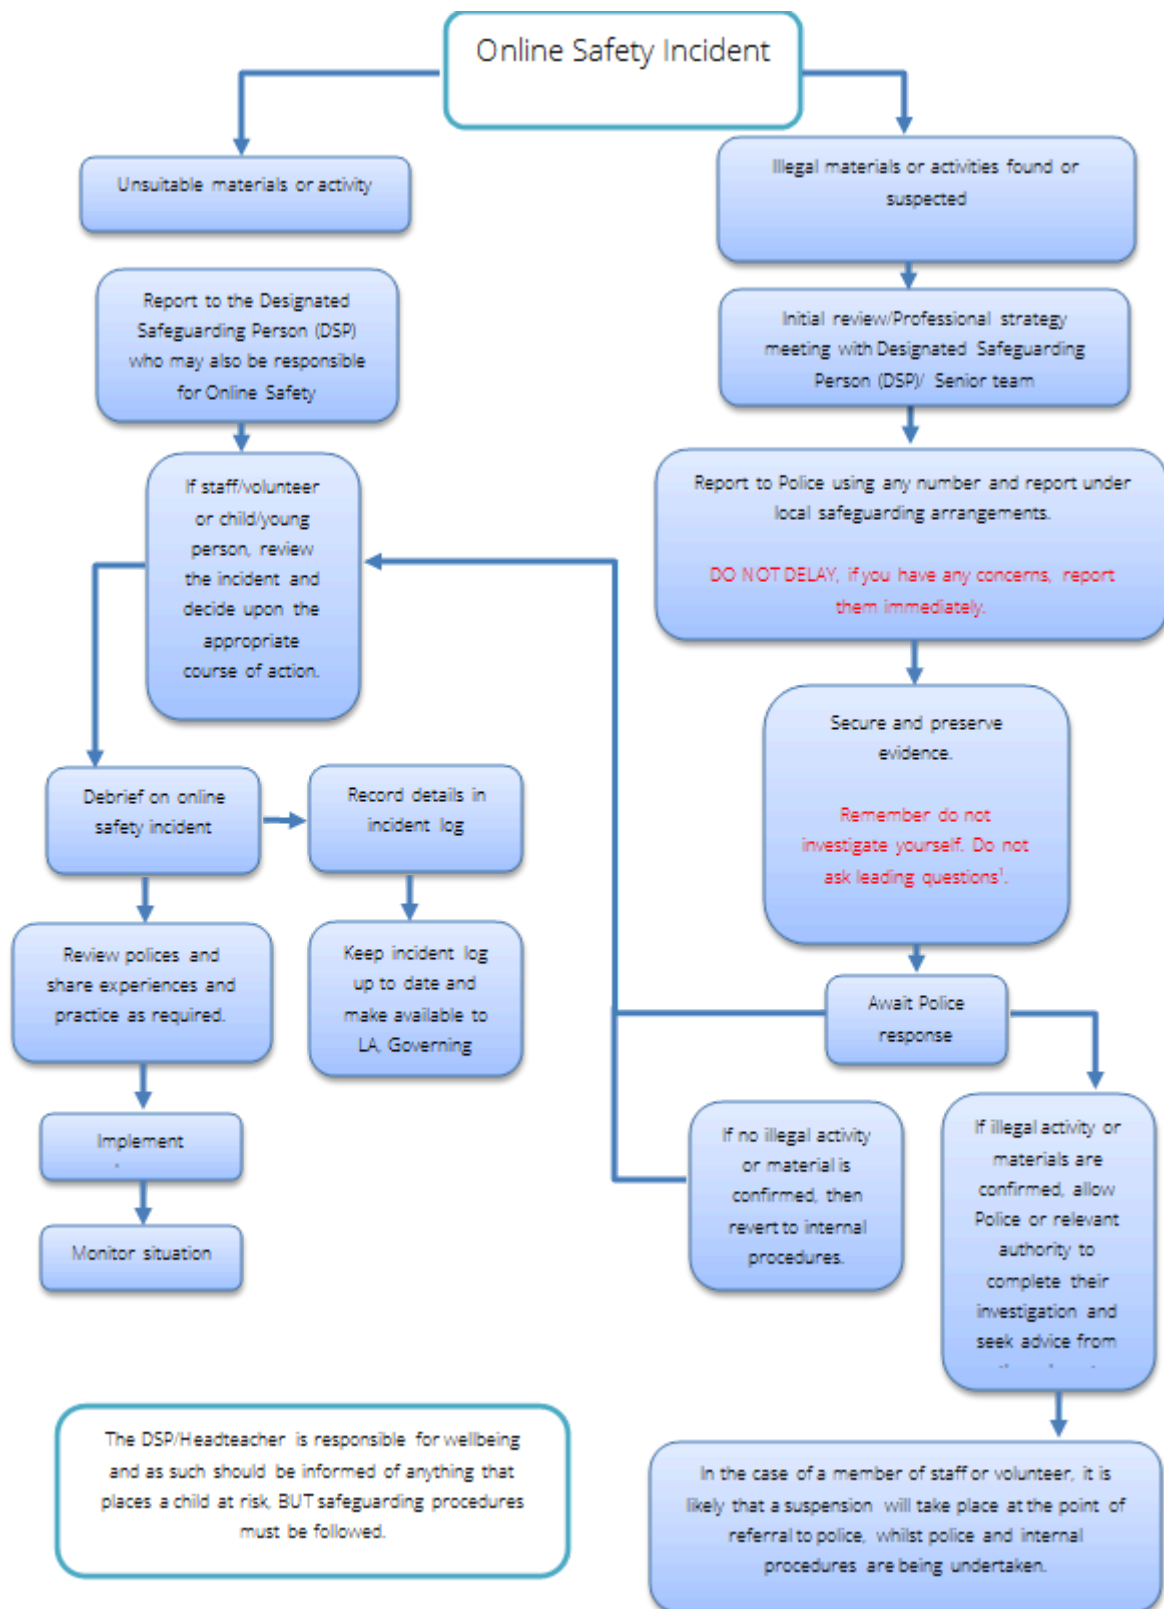 Online Safety Incident
Unsuitable materials or activity
Report to the Designated
Safeguarding Person (DSP)
who may also be responsible
for Online Safety
If staff/volunteer
or child/young
person, review
the incident and
decide upon the
appropriate
course of action.
Debrief on online
safety incident
Record details in
incident log
Review polices and
share experiences and
practice as required.
Keep incident log
up to date and
make available to
LA, Governing
Implement
Monitor situation
Illegal materials or activities found or
suspected
Initial review/Professional strategy
meeting with Designated Safeguarding
Person (DSP)/ Senior team
Report to Police using any number and report under
local safeguarding arrangements.
DO NOT DELAY, if you have any concerns, report
them immediately.
Secure and preserve
evidence.
Remember do not
investigate yourself. Do not
ask leading questions¹.
Await Police
response
If no illegal activity
or material is
confirmed, then
revert to internal
procedures.
If illegal activity or
materials are
confirmed, allow
Police or relevant
authority to
complete their
investigation and
seek advice from
In the case of a member of staff or volunteer, it is
likely that a suspension will take place at the point of
referral to police, whilst police and internal
procedures are being undertaken.
The DSP/Headteacher is responsible for wellbeing
and as such should be informed of anything that
places a child at risk, BUT safeguarding procedures
must be followed.